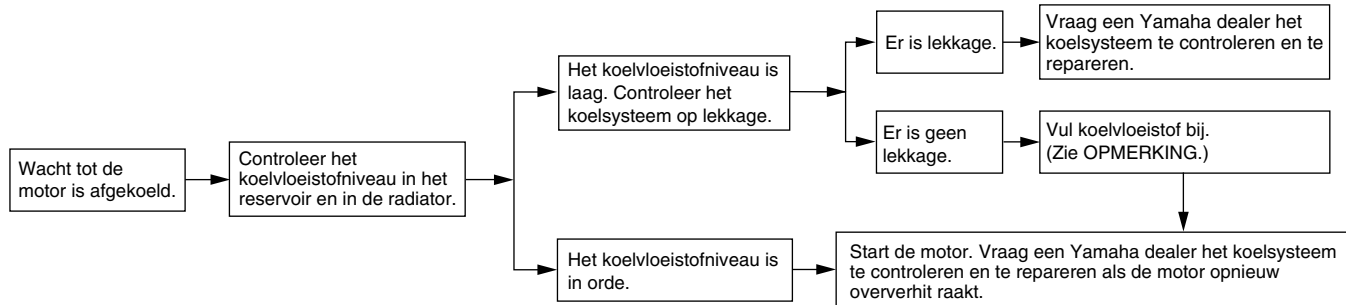 Wacht tot de
motor is afgekoeld.
Controleer het
koelvloeistofniveau in het
reservoir en in de radiator.
Het koelvloeistofniveau is
laag. Controleer het
koelsysteem op lekkage.
Er is lekkage.
Vraag een Yamaha dealer het
koelsysteem te controleren en te
repareren.
Er is geen
lekkage.
Vul koelvloeistof bij.
(Zie OPMERKING.)
Het koelvloeistofniveau is
in orde.
Start de motor. Vraag een Yamaha dealer het koelsysteem
te controleren en te repareren als de motor opnieuw
oververhit raakt.